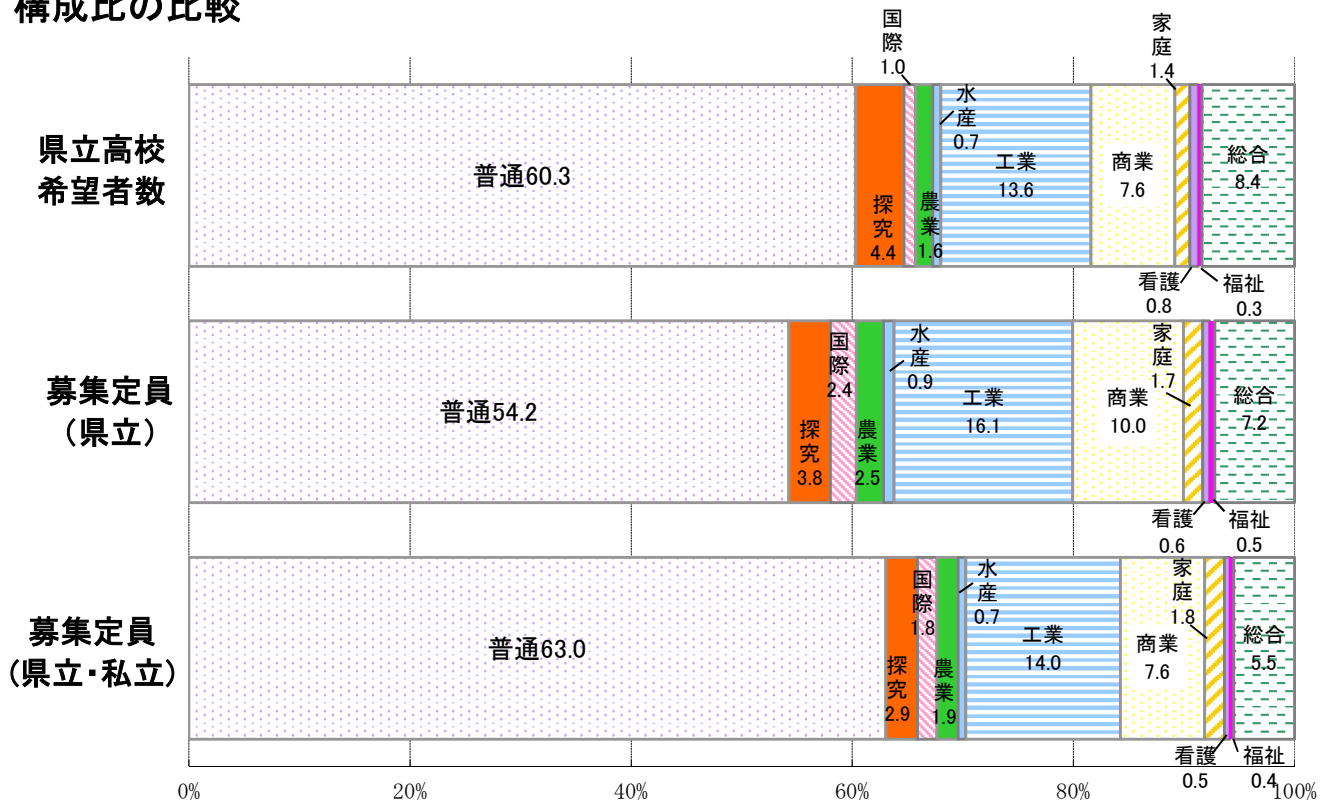 構成比の比較
県立高校
希望者数
普通60.3
探究
4.4
国際
1.0
農業
1.6
水産
0.7
工業
13.6
商業
7.6
家庭
1.4
看護
0.8
福祉
0.3
総合
8.4
募集定員
（県立）
普通54.2
探究
3.8
国際
2.4
農業
2.5
水産
0.9
工業
16.1
商業
10.0
家庭
1.7
看護
0.6
福祉
0.5
総合
7.2
募集定員
（県立・私立）
普通63.0
探究
2.9
国際
1.8
農業
1.9
水産
0.7
工業
14.0
商業
7.6
家庭
1.8
看護
0.5
福祉
0.4
総合
5.5
0% 20% 40% 60% 80% 100%